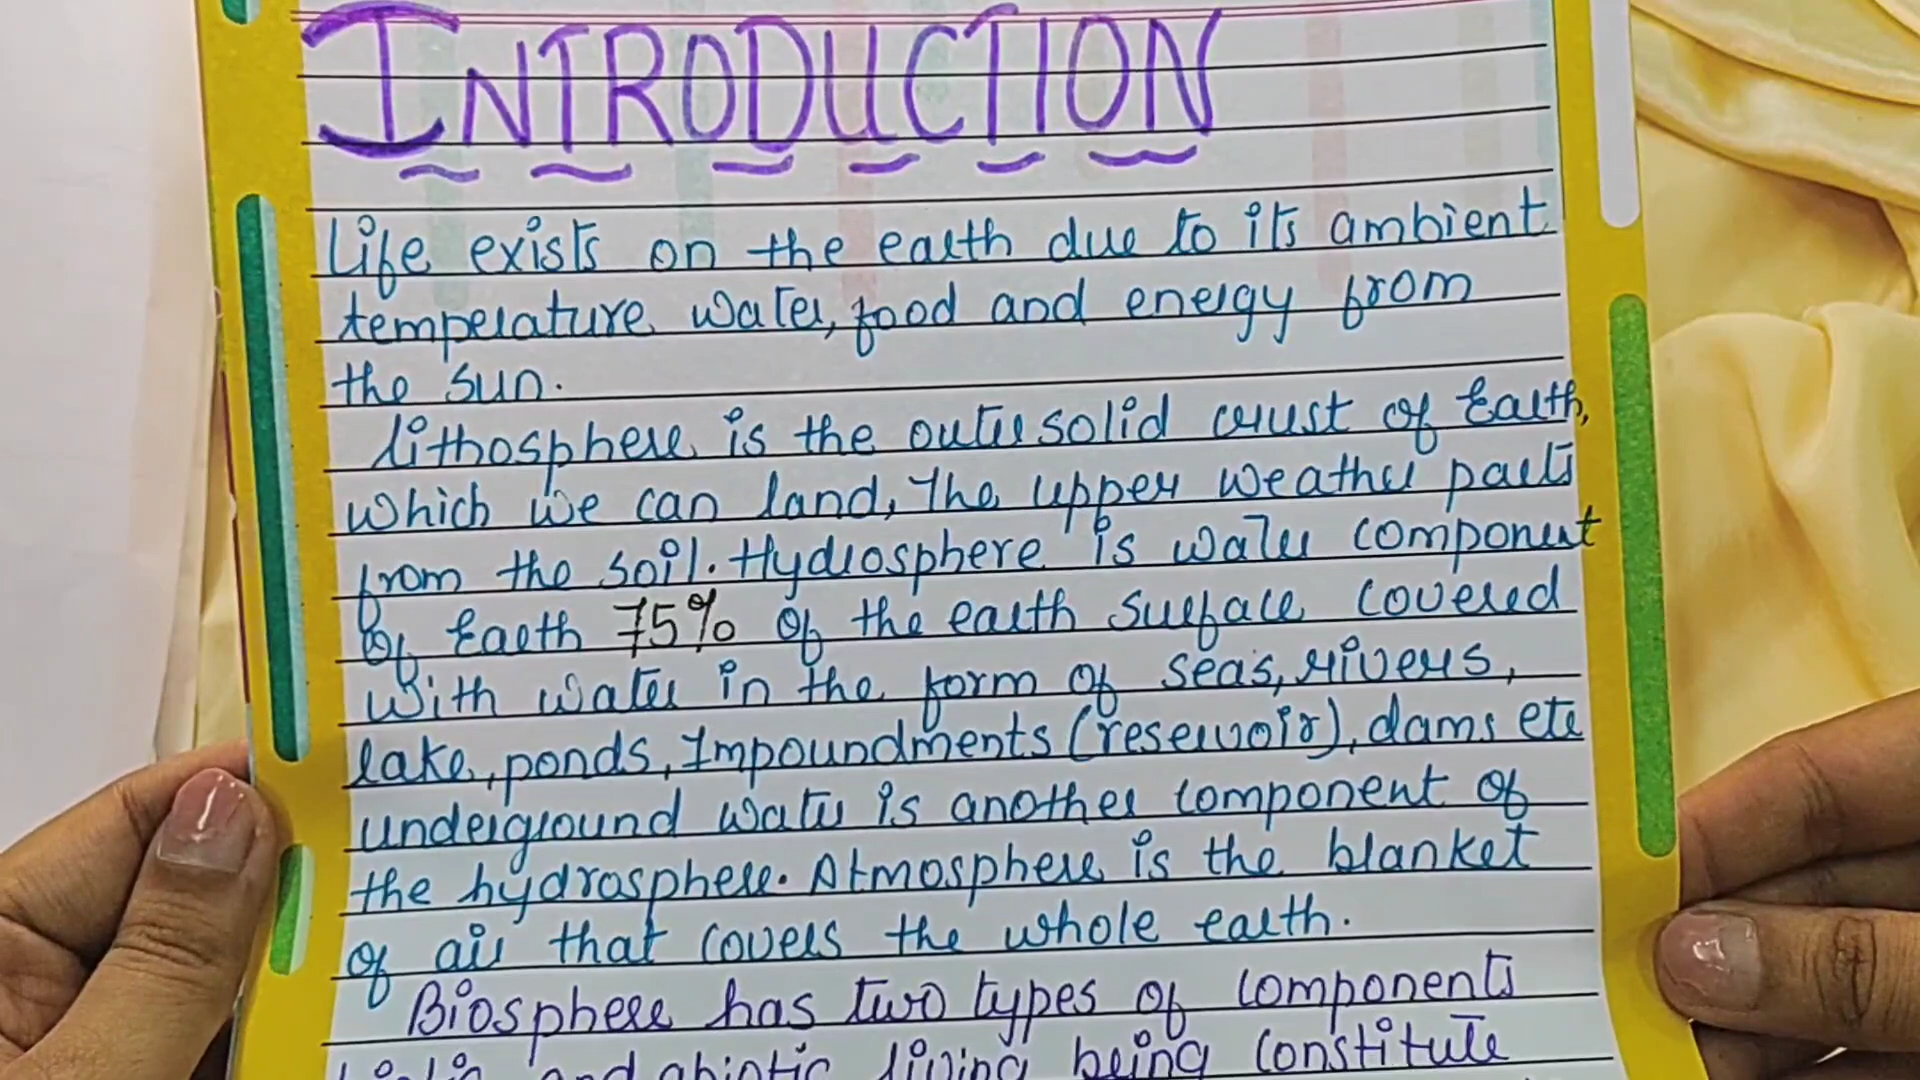 INTRODUCTION
Life exists on the earth due to its ambient
temperature water, food and energy from
the sun.
Lithosphere is the outer solid crust of Earth,
which we can land, The upper weather parts
from the soil. Hydrosphere is water component
of Earth 75% of the earth surface covered
with water in the form of seas, rivers,
lake, ponds, Impoundments (reservoir), dams etc
underground water is another component of
the hydrosphere. Atmosphere is the blanket
of air that covers the whole earth.
Biosphere has two types of components
biotic and abiotic living being constitute